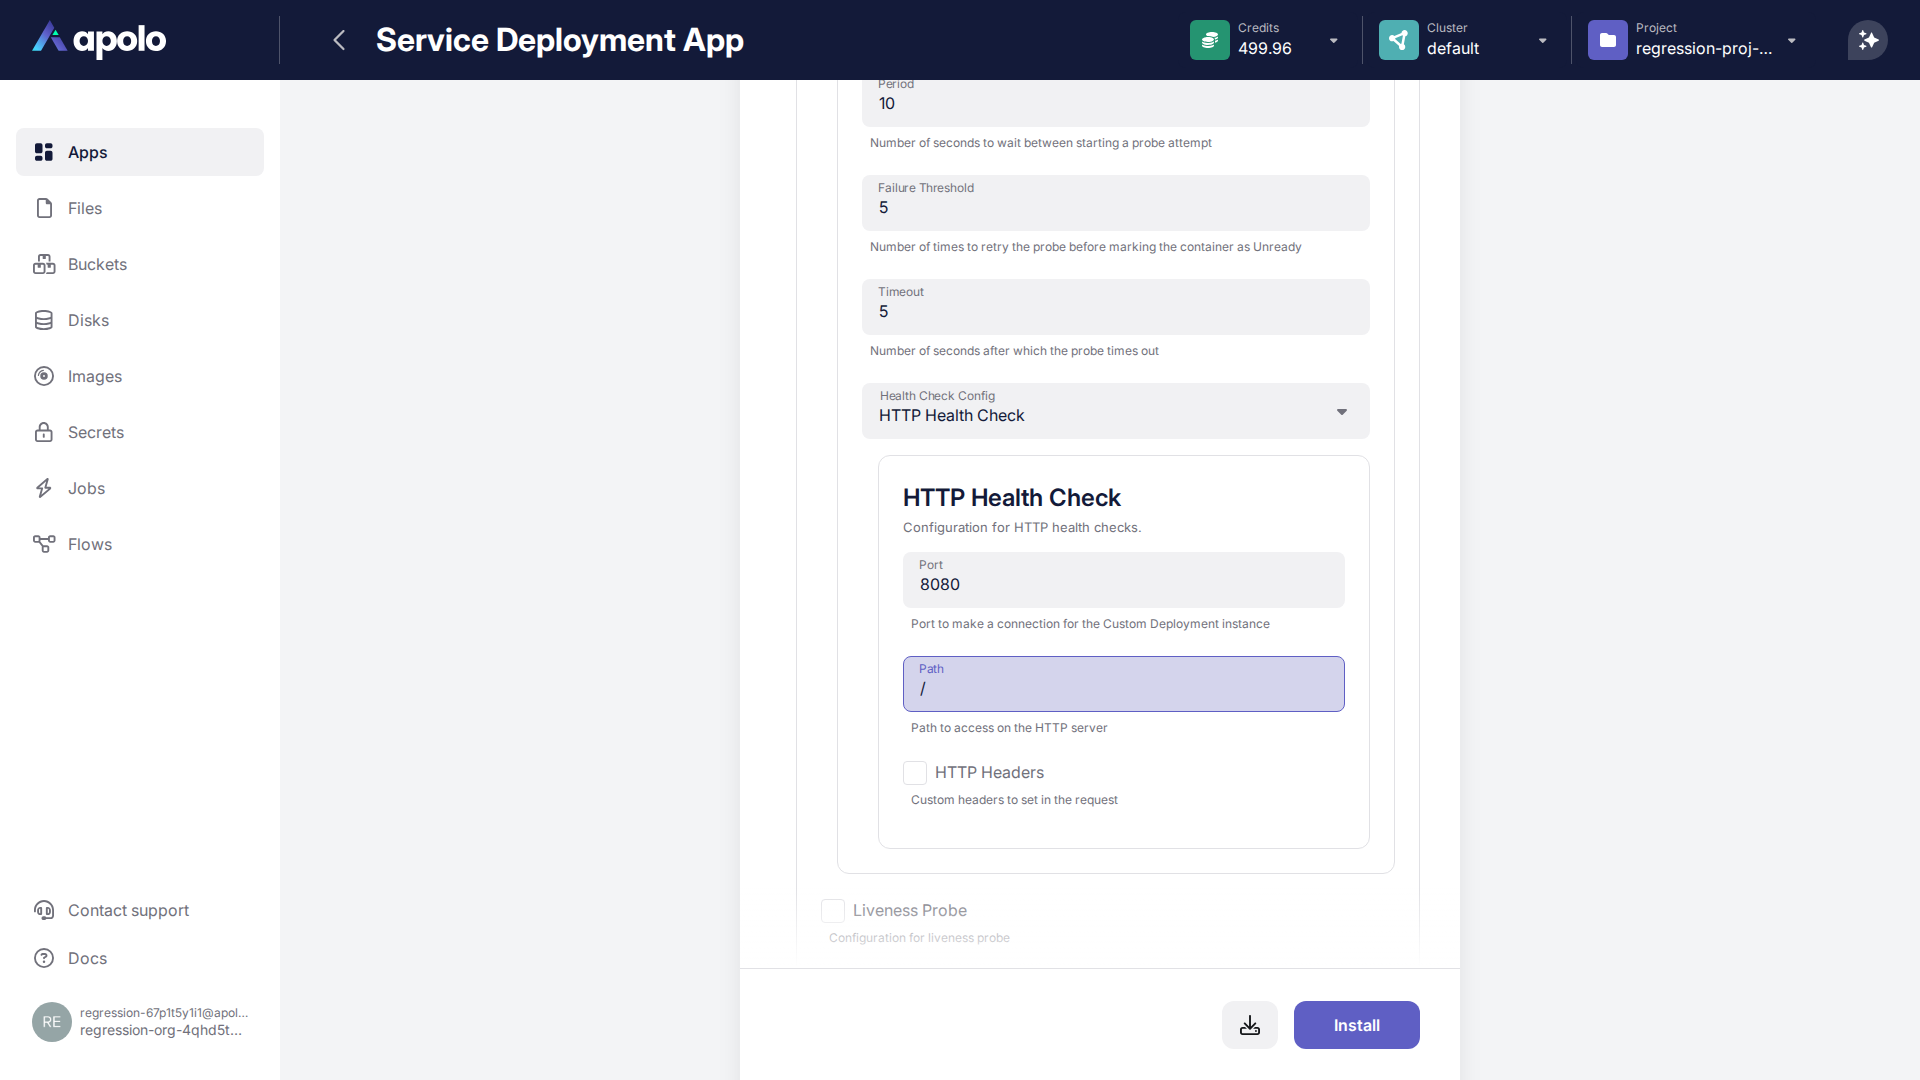 apolo
Service Deployment App
Credits
499.96
Cluster
default
Project
regression-proj-...
Apps
Files
Buckets
Disks
Images
Secrets
Jobs
Flows
Contact support
Docs
RE
regression-67p1t5y1i1@apol...
regression-org-4qhd5t...
Period
10
Number of seconds to wait between starting a probe attempt
Failure Threshold
5
Number of times to retry the probe before marking the container as Unready
Timeout
5
Number of seconds after which the probe times out
Health Check Config
HTTP Health Check
HTTP Health Check
Configuration for HTTP health checks.
Port
8080
Port to make a connection for the Custom Deployment instance
Path
/
Path to access on the HTTP server
HTTP Headers
Custom headers to set in the request
Liveness Probe
Configuration for liveness probe
Install